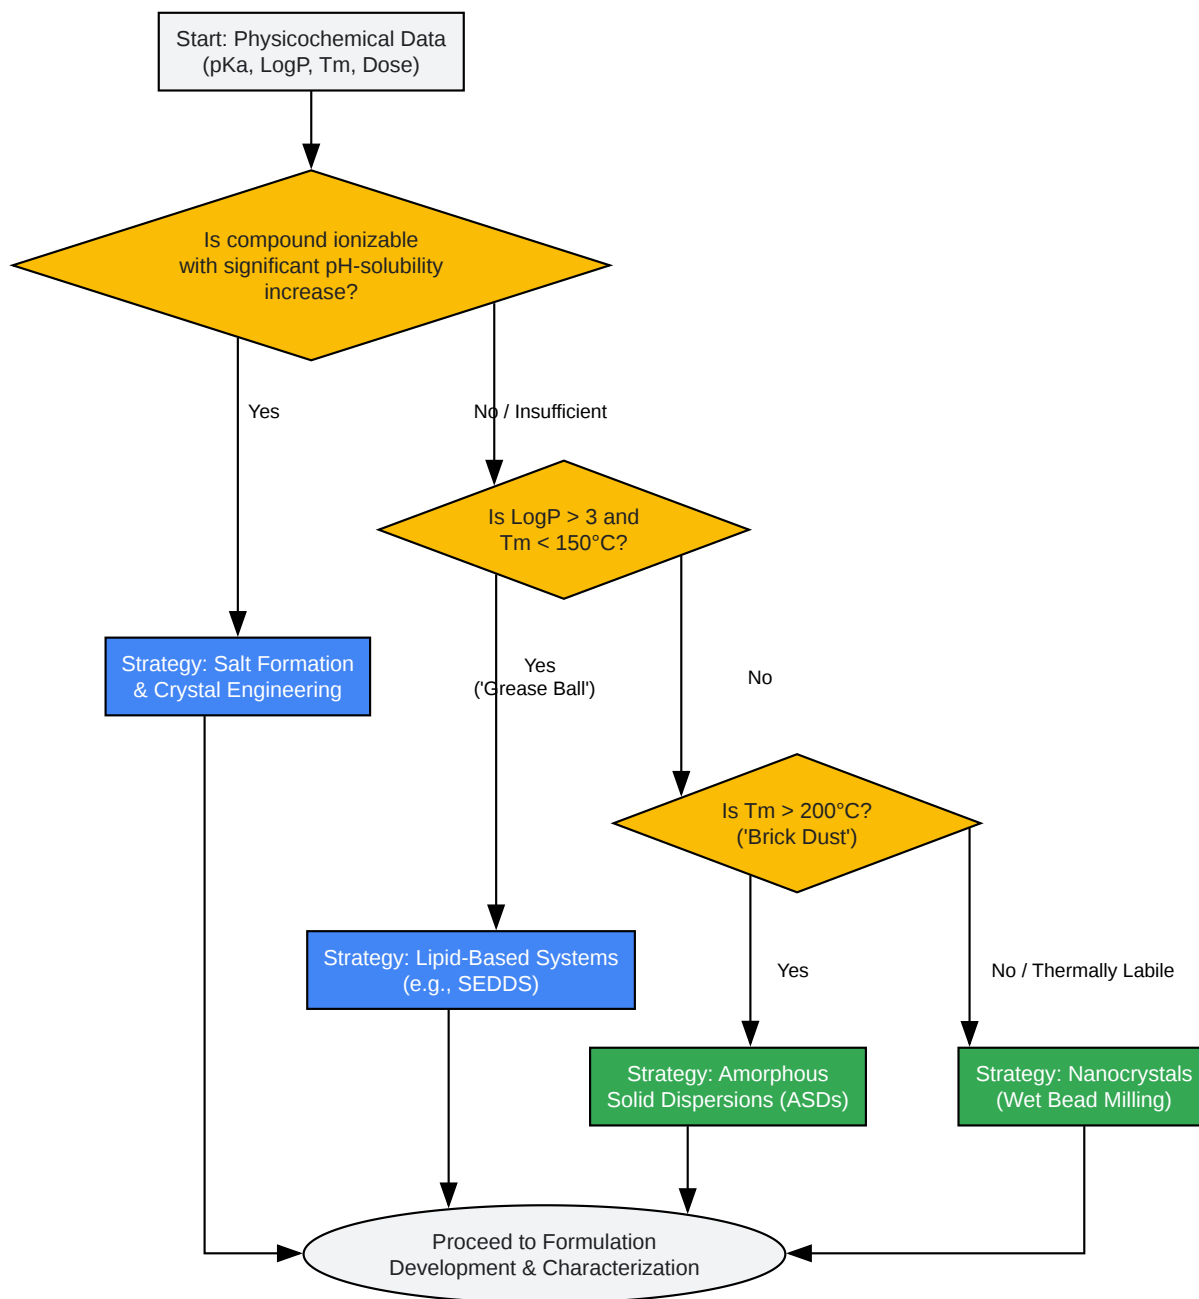 Start: Physicochemical Data
(pKa, LogP, Tm, Dose)
Is compound ionizable
with significant pH-solubility
increase?
Yes
No / Insufficient
Is LogP > 3 and
Tm < 150°C?
Strategy: Salt Formation
& Crystal Engineering
Yes
('Grease Ball')
No
Is Tm > 200°C?
('Brick Dust')
Strategy: Lipid-Based Systems
(e.g., SEDDS)
Yes
No / Thermally Labile
Strategy: Amorphous
Solid Dispersions (ASDs)
Strategy: Nanocrystals
(Wet Bead Milling)
Proceed to Formulation
Development & Characterization